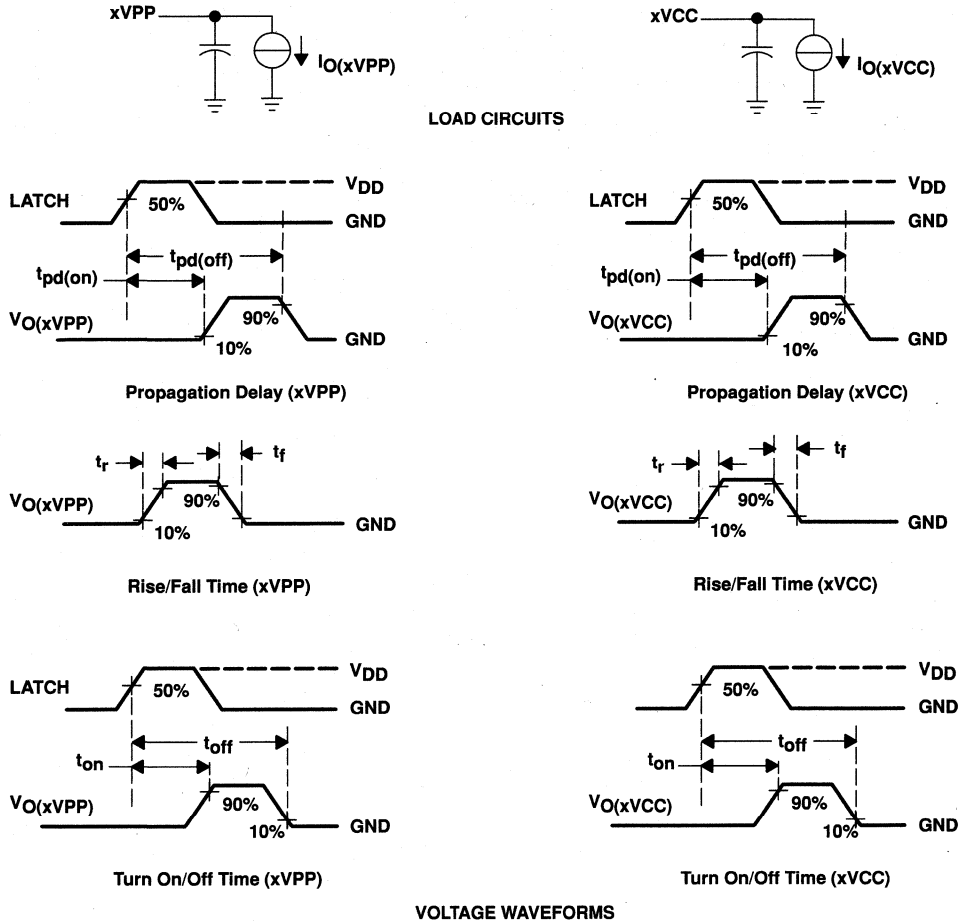 xVPP
IO(xVPP)
xVCC
IO(xVCC)
LOAD CIRCUITS
LATCH
50%
VDD
GND
tpd(off)
tpd(on)
VO(xVPP)
90%
10%
GND
Propagation Delay (xVPP)
LATCH
50%
VDD
GND
tpd(off)
tpd(on)
VO(xVCC)
90%
10%
GND
Propagation Delay (xVCC)
tr
tf
VO(xVPP)
90%
10%
GND
Rise/Fall Time (xVPP)
tr
tf
VO(xVCC)
90%
10%
GND
Rise/Fall Time (xVCC)
LATCH
50%
VDD
GND
toff
ton
VO(xVPP)
90%
10%
GND
Turn On/Off Time (xVPP)
LATCH
50%
VDD
GND
toff
ton
VO(xVCC)
90%
10%
GND
Turn On/Off Time (xVCC)
VOLTAGE WAVEFORMS